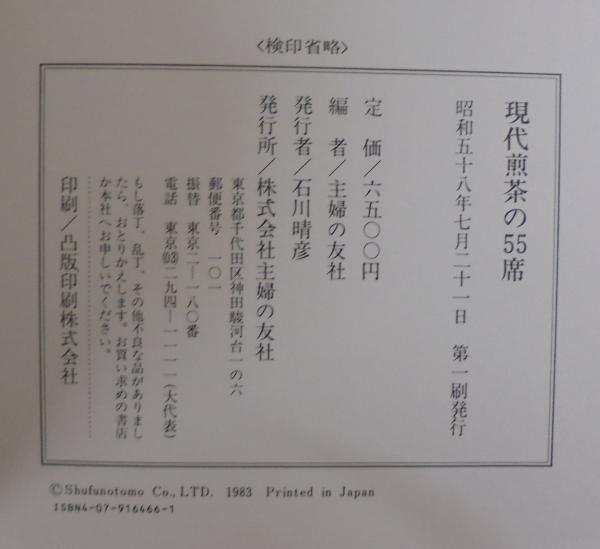 〈検印省略〉
現代煎茶の55席
昭和五十八年七月二十一日　第一刷発行
定　価／六五〇〇円
編　者／主婦の友社
発行者／石川晴彦
発行所／株式会社主婦の友社
東京都千代田区神田駿河台一の六
郵便番号　一〇一
振替　東京二―一八〇番
電話　東京(03)二九四―一一一一(大代表)
もし落丁、乱丁、その他不良な品がありまし
たら、おとりかえします。お買い求めの書店
か本社へお申しいでください。
印刷／凸版印刷株式会社
©Shufunotomo Co., LTD. 1983 Printed in Japan
ISBN4-07-916466-1